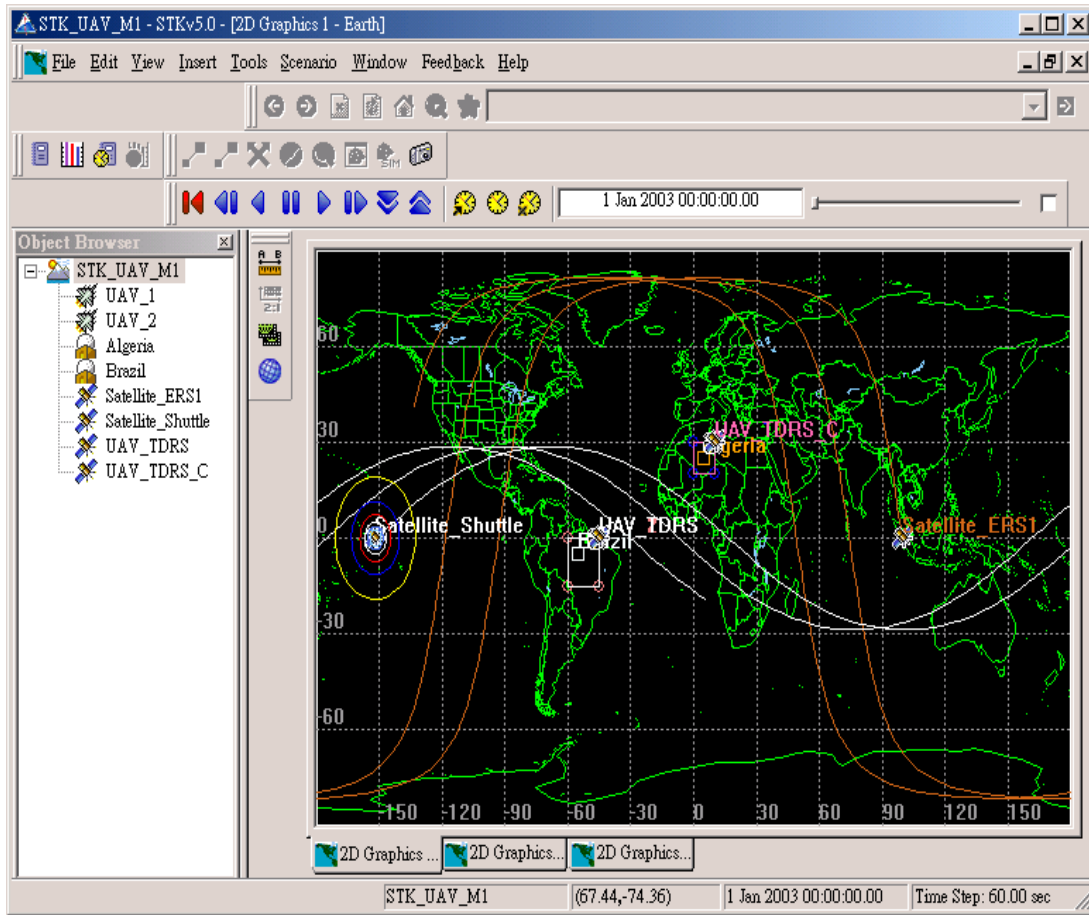 STK_UAV_M1 - STKv5.0 - [2D Graphics 1 - Earth]
File Edit View Insert Tools Scenario Window Feedback Help
SIM
1 Jan 2003 00:00:00.00
Object Browser
STK_UAV_M1
UAV_1
UAV_2
Algeria
Brazil
Satellite_ERS1
Satellite_Shuttle
UAV_TDRS
UAV_TDRS_C
A B
2:1
60
30
0
-30
-60
UAV_TDRS_C
geria
Satellite_Shuttle
UAV_TDRS
Brazil
Satellite_ERS1
-150 -120 -90 -60 -30 0 30 60 90 120 150
2D Graphics ...
2D Graphics...
2D Graphics...
STK_UAV_M1
(67.44,-74.36)
1 Jan 2003 00:00:00.00
Time Step: 60.00 sec